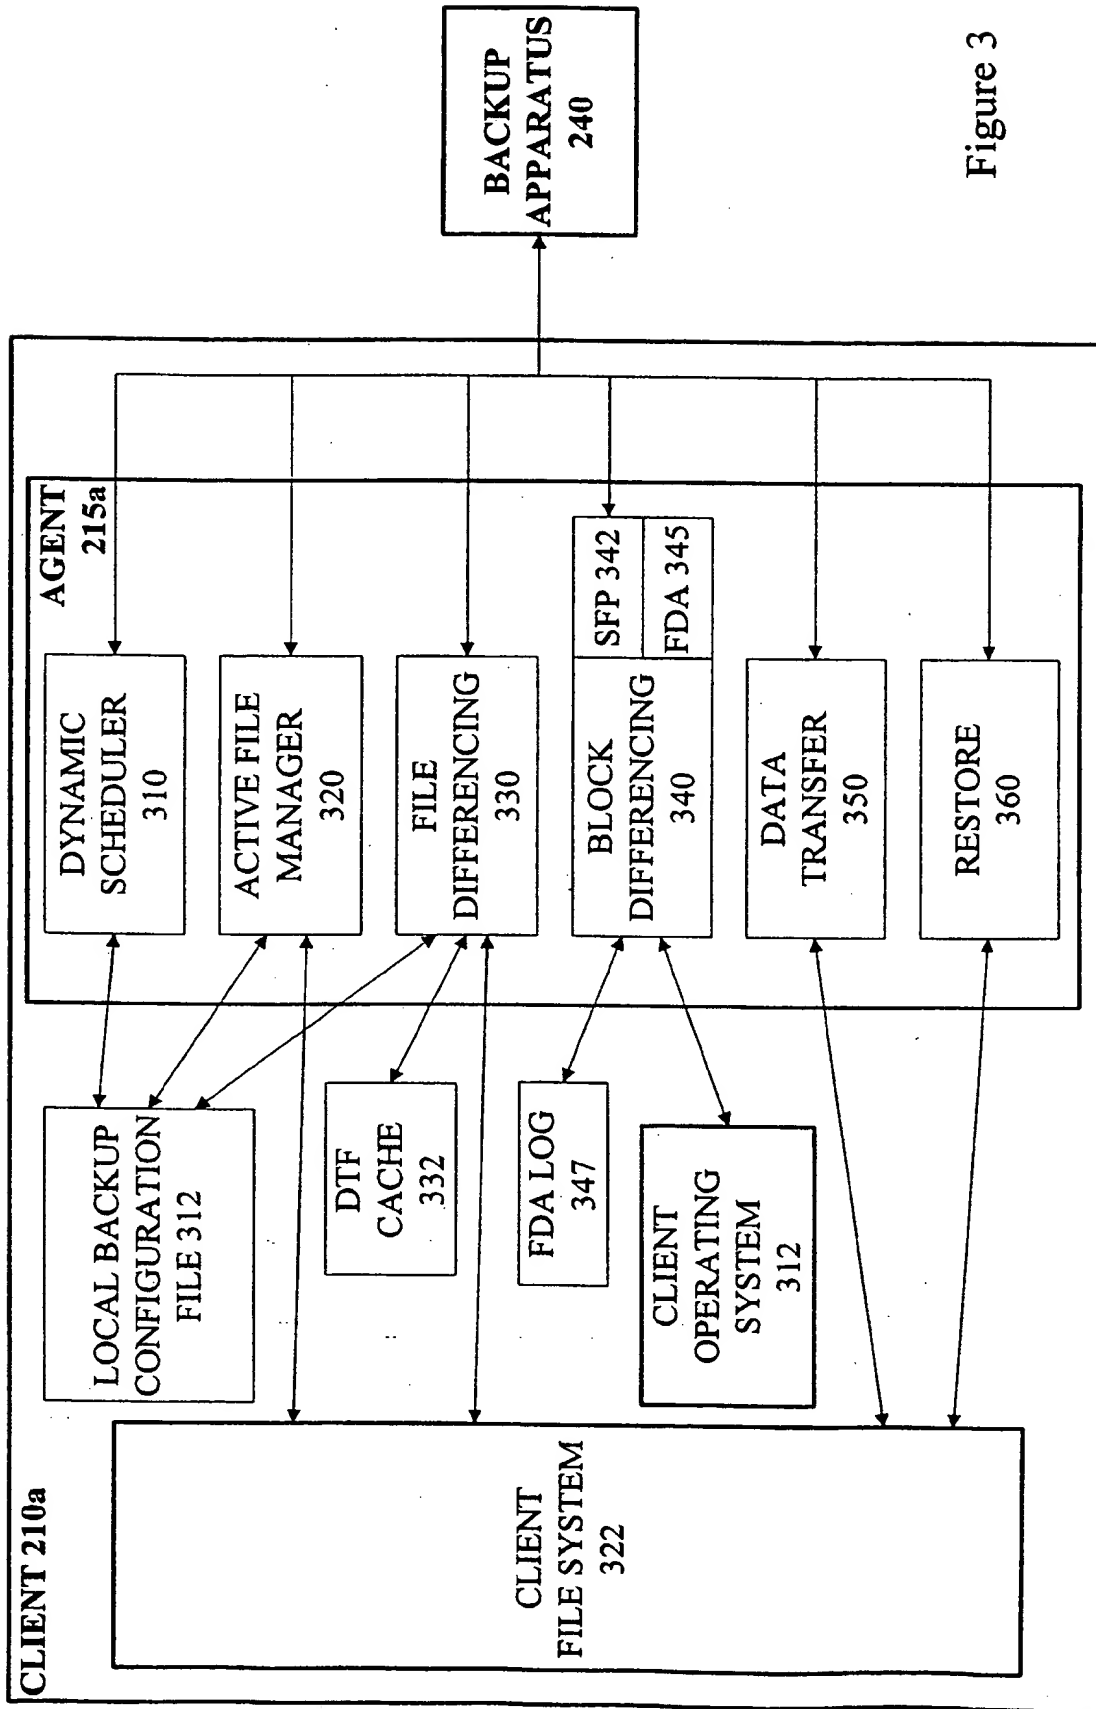 CLIENT 210a
CLIENT
FILE SYSTEM
322
LOCAL BACKUP
CONFIGURATION
FILE 312
DTF
CACHE
332
FDA LOG
347
CLIENT
OPERATING
SYSTEM
312
AGENT
215a
DYNAMIC
SCHEDULER
310
ACTIVE FILE
MANAGER
320
FILE
DIFFERENCING
330
BLOCK
DIFFERENCING
340
SFP 342
FDA 345
DATA
TRANSFER
350
RESTORE
360
BACKUP
APPARATUS
240
Figure 3